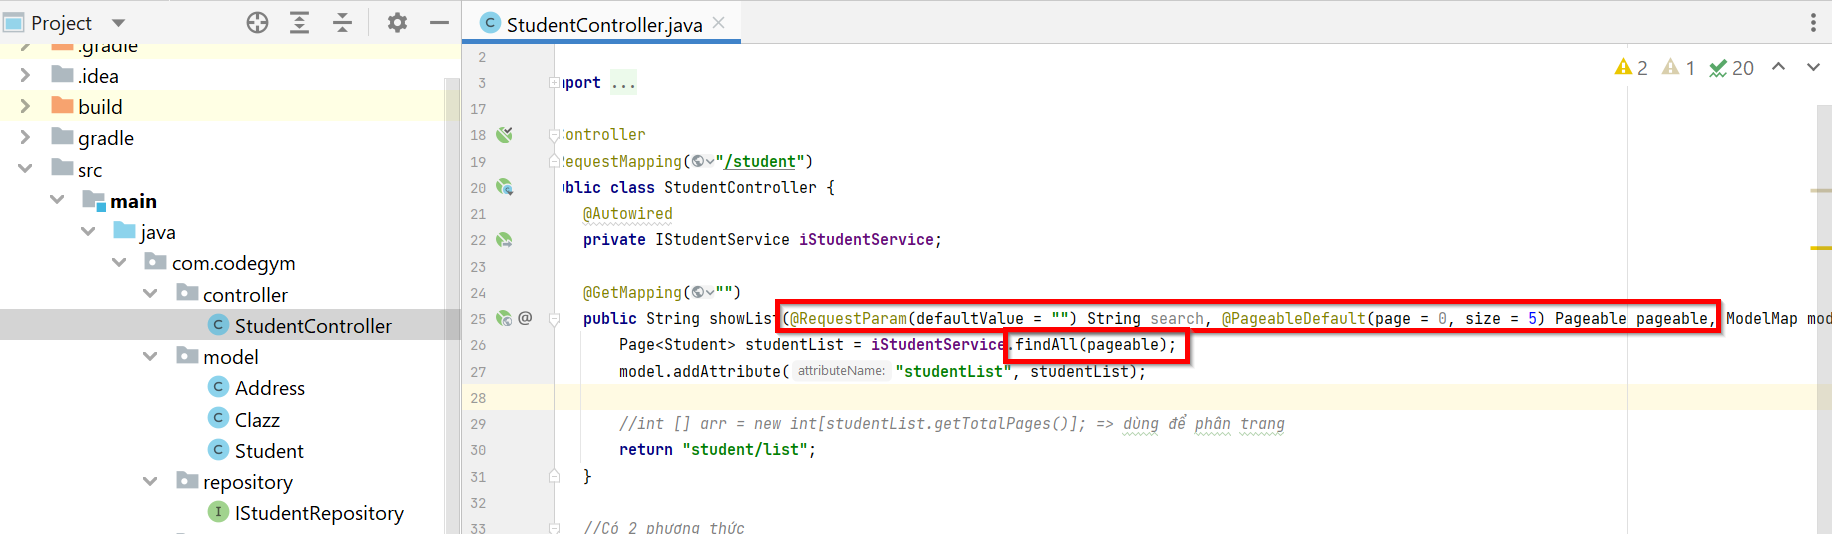 Project
StudentController.java
.gradle
.idea
build
gradle
src
main
java
com.codegym
controller
StudentController
model
Address
Clazz
Student
repository
IStudentRepository
2 1 20
2
3 mport ...
17
18 Controller
19 RequestMapping("/student")
20 ublic class StudentController {
21 @Autowired
22 private IStudentService iStudentService;
23
24 @GetMapping("")
25 @ public String showList(@RequestParam(defaultValue = "") String search, @PageableDefault(page = 0, size = 5) Pageable pageable, ModelMap mod
26 Page<Student> studentList = iStudentService.findAll(pageable);
27 model.addAttribute( attributeName: "studentList", studentList);
28
29 //int [] arr = new int[studentList.getTotalPages()]; => dùng để phân trang
30 return "student/list";
31 }
32
33 //Có 2 phương thức